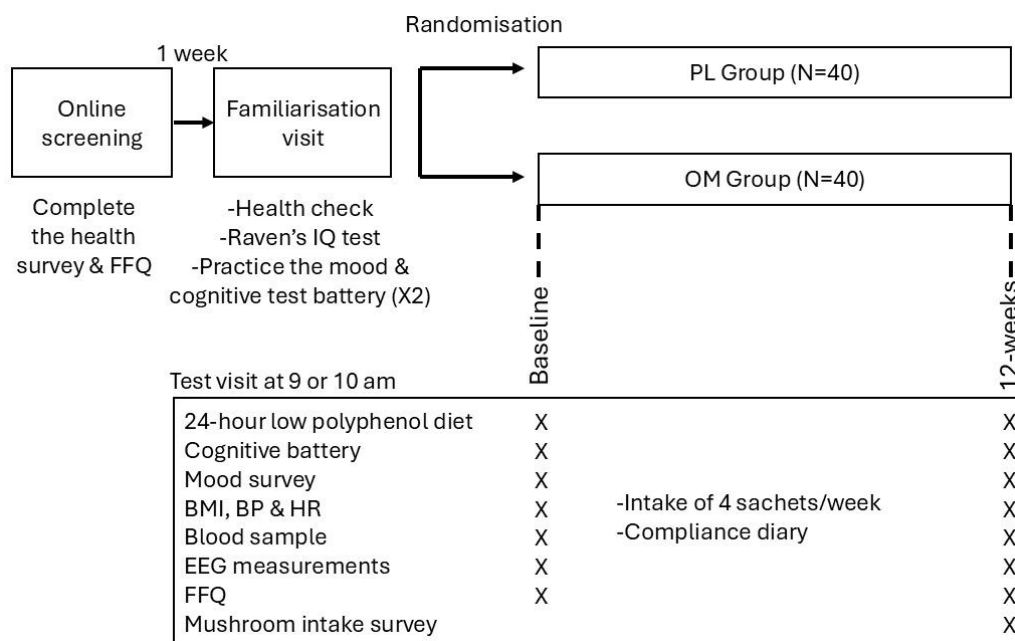 Randomisation
1 week
Online
screening
Familiarisation
visit
PL Group (N=40)
OM Group (N=40)
Complete
the health
survey & FFQ
-Health check
-Raven's IQ test
-Practice the mood &
cognitive test battery (X2)
Baseline
12-weeks
Test visit at 9 or 10 am
24-hour low polyphenol diet X X
Cognitive battery X X
Mood survey X X
BMI, BP & HR X X
Blood sample X X
EEG measurements X X
FFQ X X
Mushroom intake survey X
-Intake of 4 sachets/week
-Compliance diary